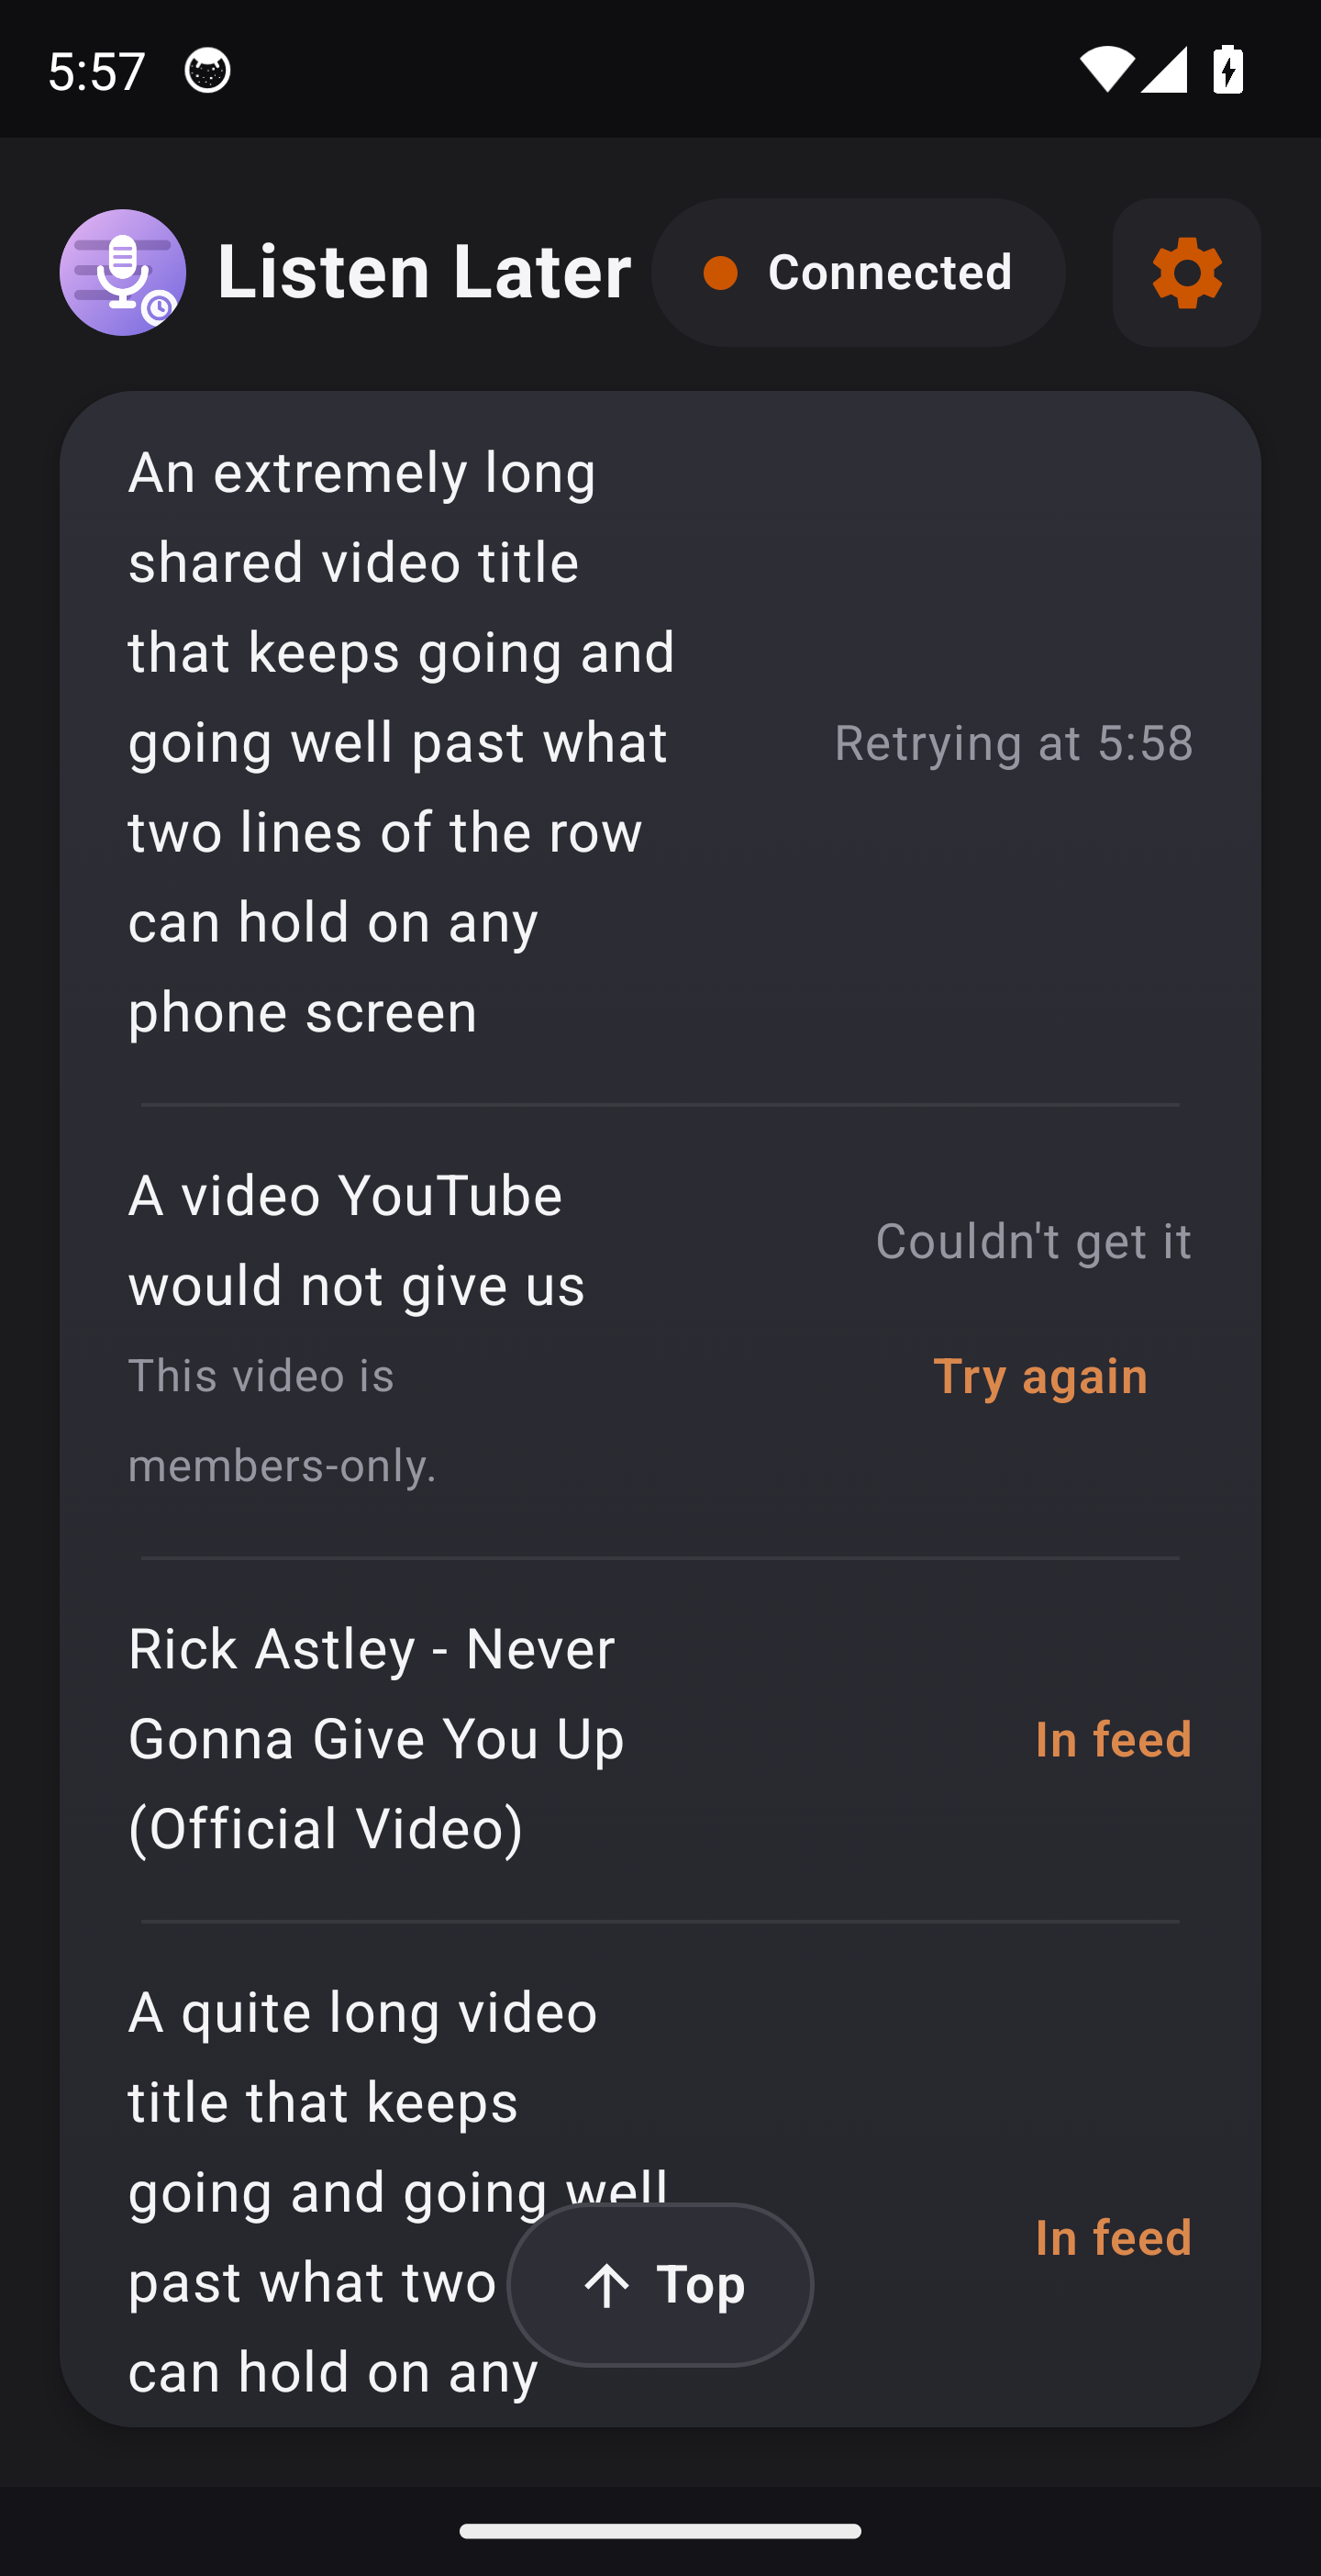 5:57
Listen Later
Connected
An extremely long
shared video title
that keeps going and
going well past what
two lines of the row
can hold on any
phone screen
Retrying at 5:58
A video YouTube
would not give us
This video is
members-only.
Couldn't get it
Try again
Rick Astley - Never
Gonna Give You Up
(Official Video)
In feed
A quite long video
title that keeps
going and going well
past what two
can hold on any
In feed
Top